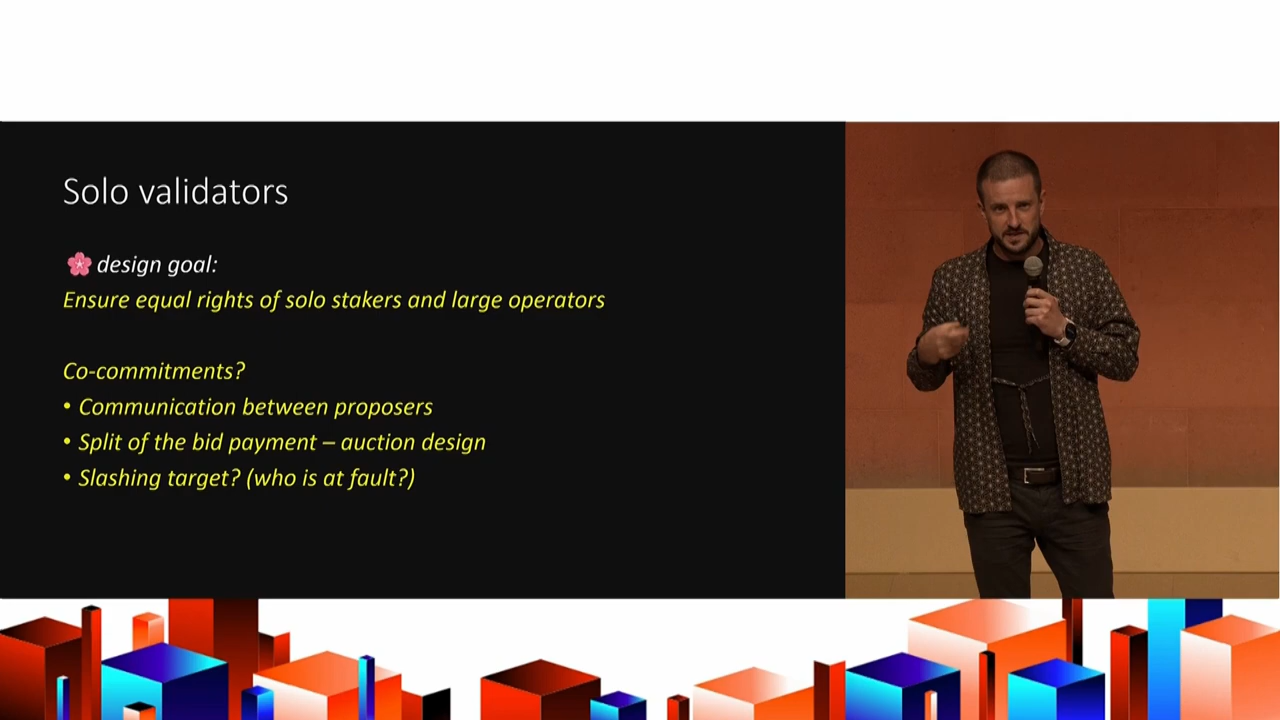 Solo validators
🌸 design goal:
Ensure equal rights of solo stakers and large operators
Co-commitments?
• Communication between proposers
• Split of the bid payment – auction design
• Slashing target? (who is at fault?)